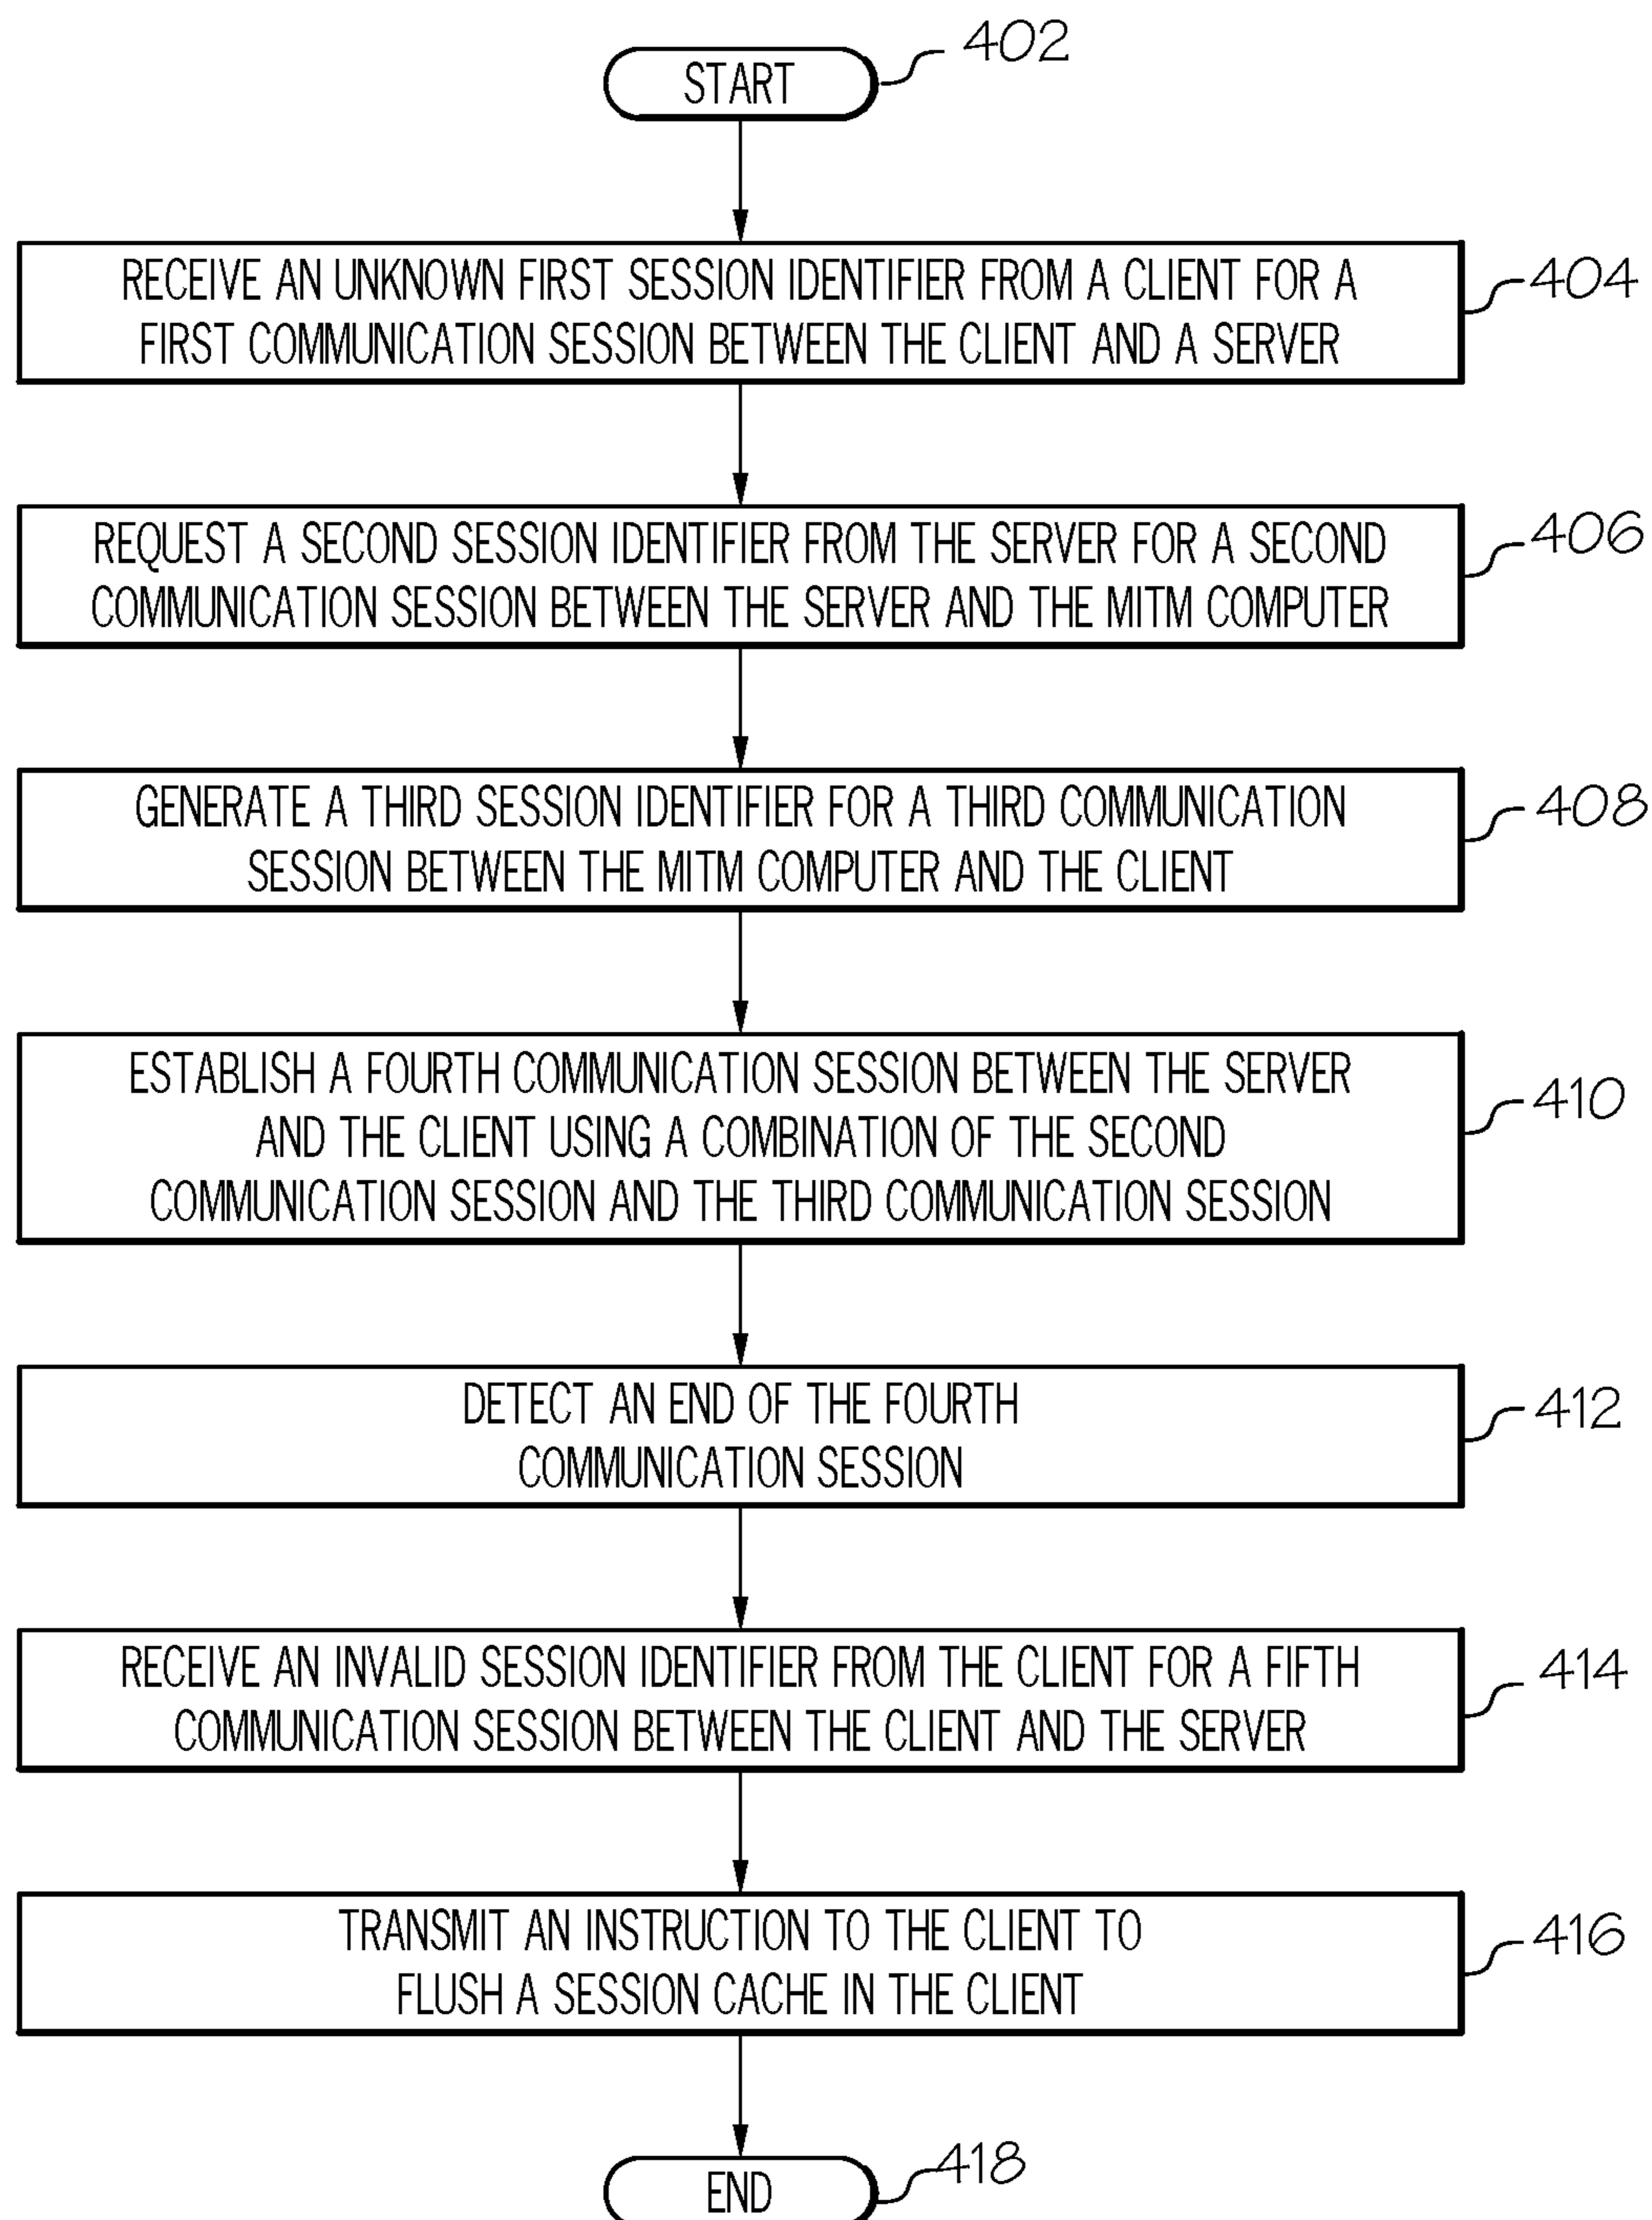 START
402
RECEIVE AN UNKNOWN FIRST SESSION IDENTIFIER FROM A CLIENT FOR A
FIRST COMMUNICATION SESSION BETWEEN THE CLIENT AND A SERVER
404
REQUEST A SECOND SESSION IDENTIFIER FROM THE SERVER FOR A SECOND
COMMUNICATION SESSION BETWEEN THE SERVER AND THE MITM COMPUTER
406
GENERATE A THIRD SESSION IDENTIFIER FOR A THIRD COMMUNICATION
SESSION BETWEEN THE MITM COMPUTER AND THE CLIENT
408
ESTABLISH A FOURTH COMMUNICATION SESSION BETWEEN THE SERVER
AND THE CLIENT USING A COMBINATION OF THE SECOND
COMMUNICATION SESSION AND THE THIRD COMMUNICATION SESSION
410
DETECT AN END OF THE FOURTH
COMMUNICATION SESSION
412
RECEIVE AN INVALID SESSION IDENTIFIER FROM THE CLIENT FOR A FIFTH
COMMUNICATION SESSION BETWEEN THE CLIENT AND THE SERVER
414
TRANSMIT AN INSTRUCTION TO THE CLIENT TO
FLUSH A SESSION CACHE IN THE CLIENT
416
END
418